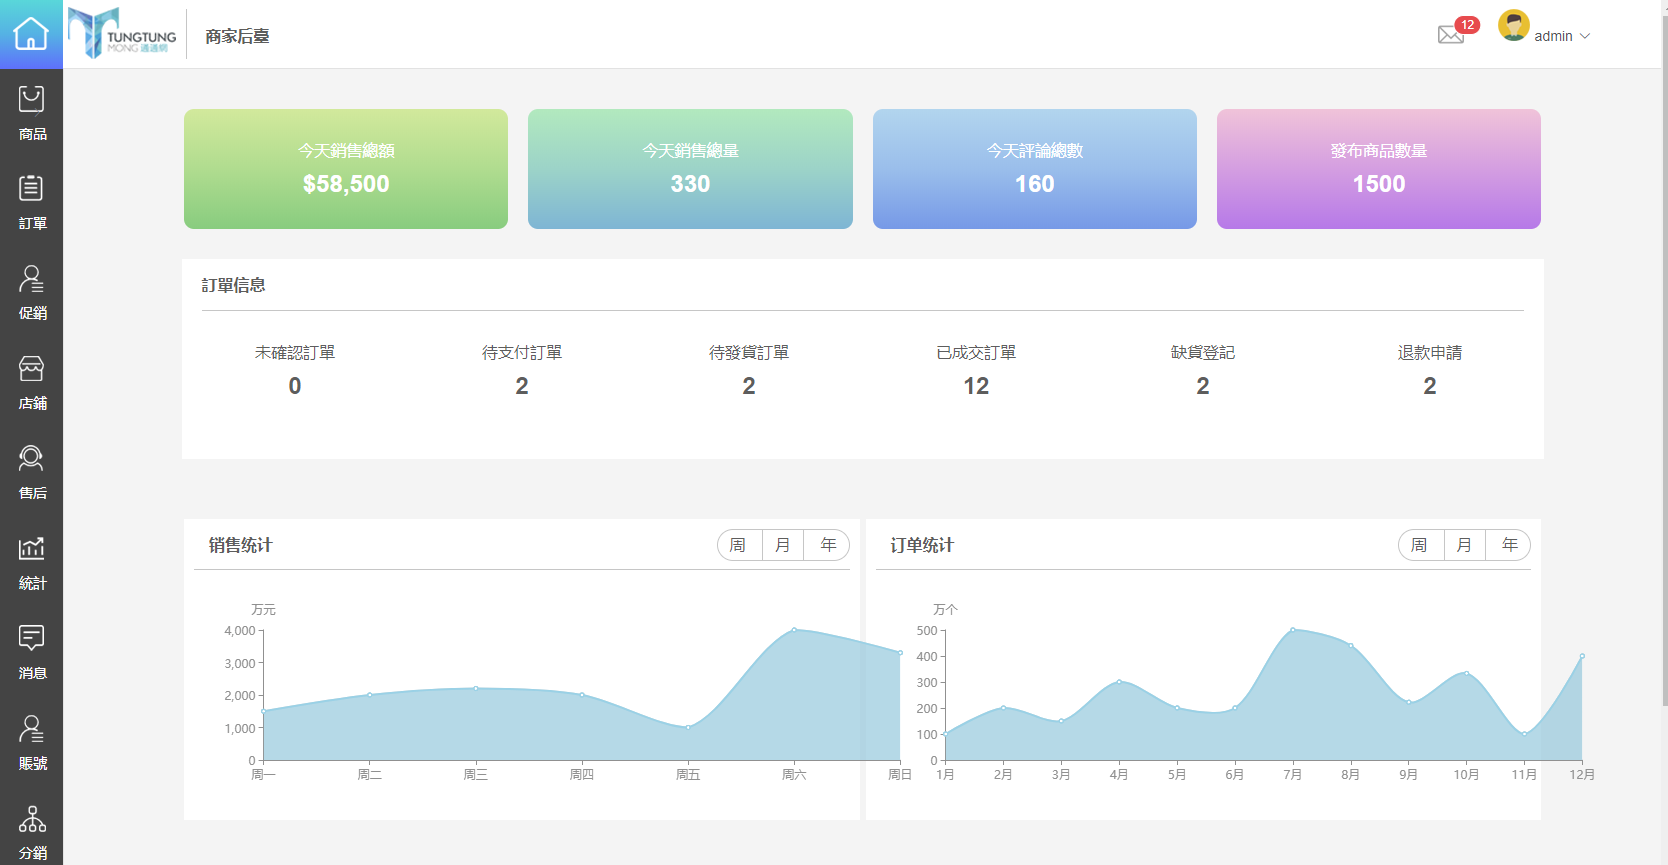 TUNGTUNG
MONG 通通網
商家后臺
12
admin
商品
訂單
促銷
店鋪
售后
統計
消息
賬號
分銷
今天銷售總額
$58,500
今天銷售總量
330
今天評論總數
160
發布商品數量
1500
訂單信息
未確認訂單
0
待支付訂單
2
待發貨訂單
2
已成交訂單
12
缺貨登記
2
退款申請
2
销售统计
周 月 年
万元
4,000
3,000
2,000
1,000
0
周一 周二 周三 周四 周五 周六 周日
订单统计
周 月 年
万个
500
400
300
200
100
0
1月 2月 3月 4月 5月 6月 7月 8月 9月 10月 11月 12月